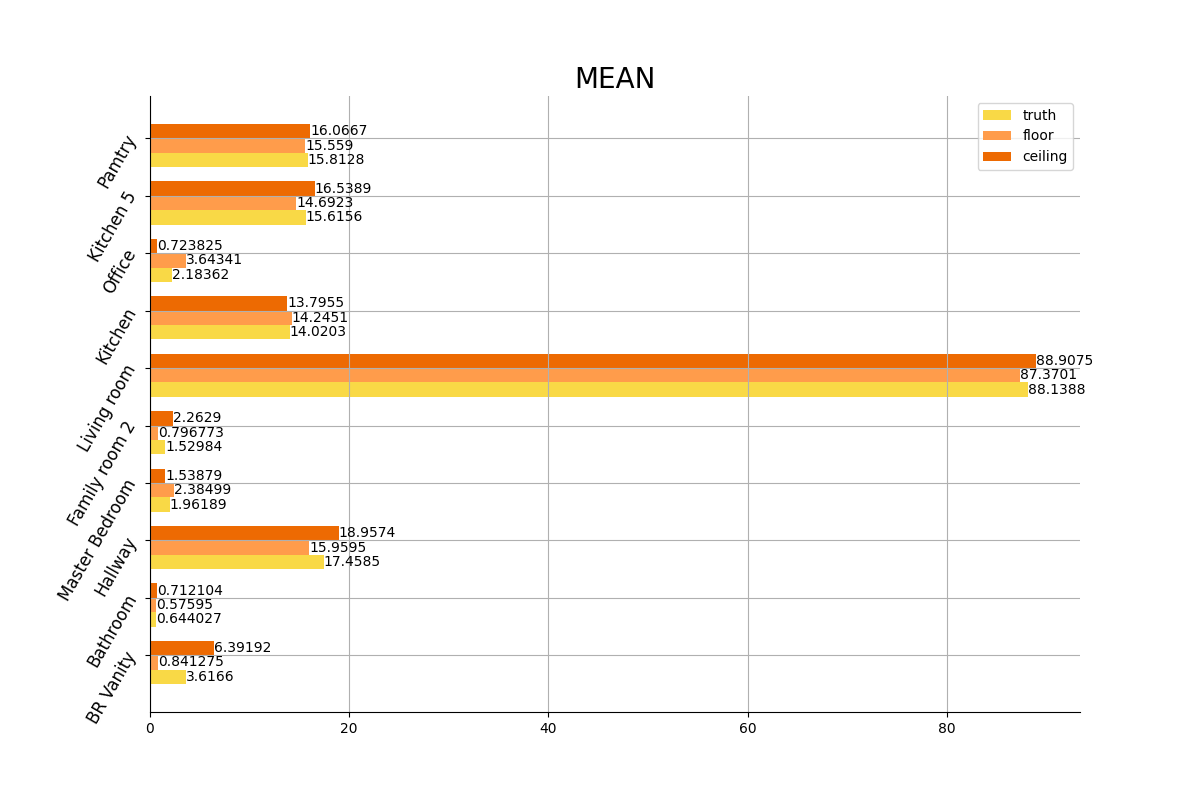 MEAN
truth
floor
ceiling
Pamtry
16.0667
15.559
15.8128
Kitchen 5
16.5389
14.6923
15.6156
Office
0.723825
3.64341
2.18362
Kitchen
13.7955
14.2451
14.0203
Living room
88.9075
87.3701
88.1388
Family room 2
2.2629
0.796773
1.52984
Master Bedroom
1.53879
2.38499
1.96189
Hallway
18.9574
15.9595
17.4585
Bathroom
0.712104
0.57595
0.644027
BR Vanity
6.39192
0.841275
3.6166
0 20 40 60 80